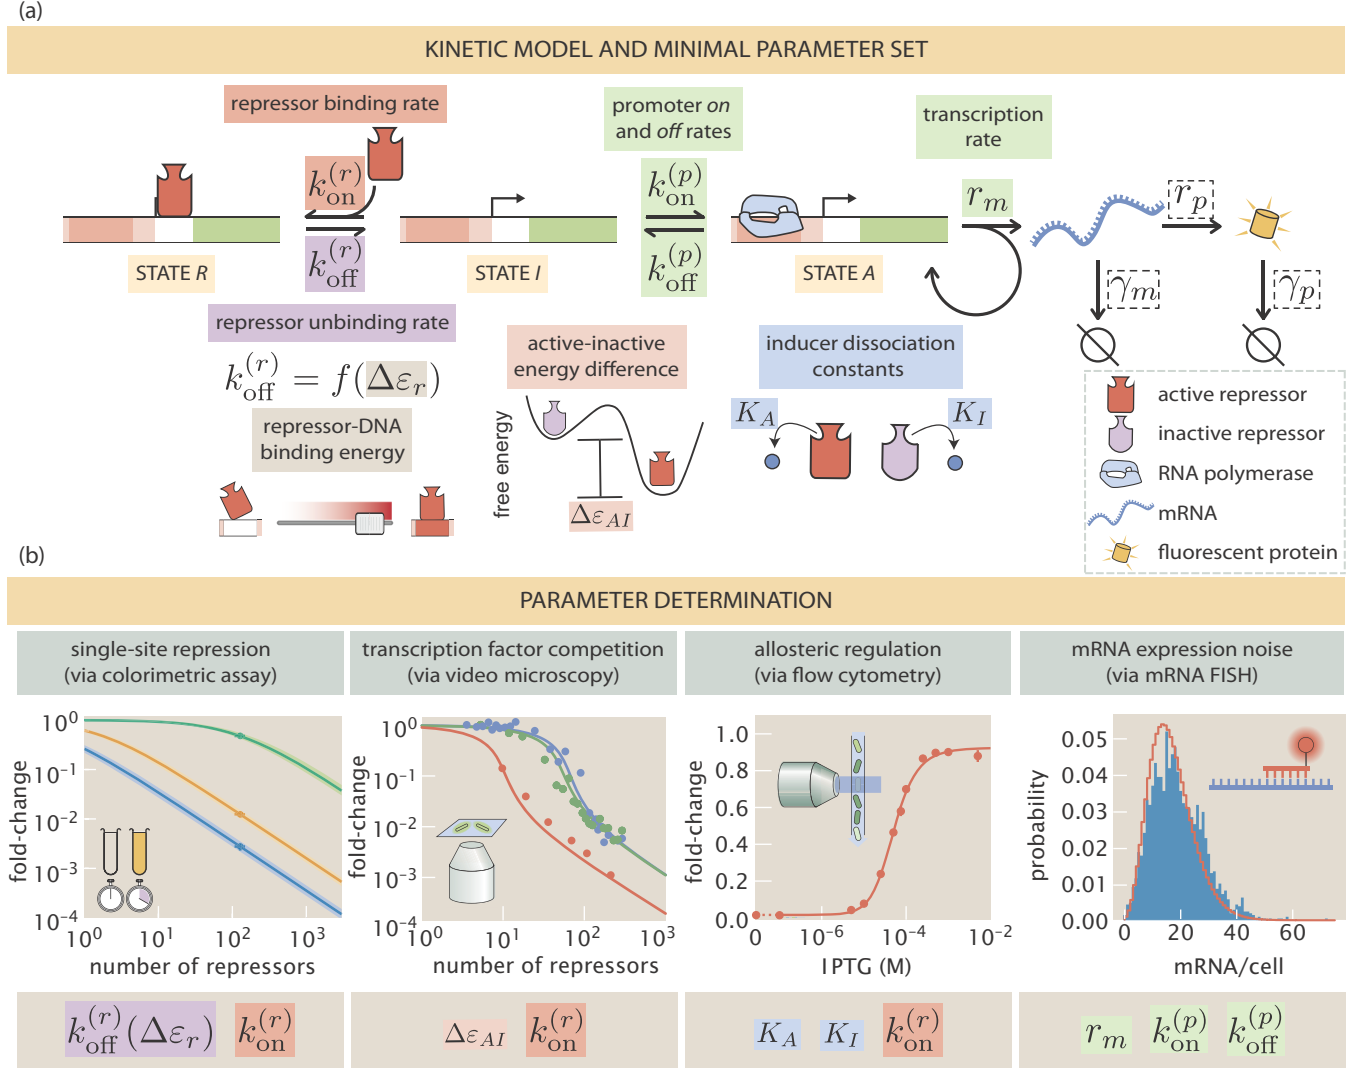 (a)
KINETIC MODEL AND MINIMAL PARAMETER SET
repressor binding rate
promoter on
and off rates
transcription
rate
k_on^(r)
k_off^(r)
k_on^(p)
k_off^(p)
r_m
r_p
γ_m
γ_p
STATE R
STATE I
STATE A
repressor unbinding rate
k_off^(r) = f(Δε_r)
repressor-DNA
binding energy
active-inactive
energy difference
free energy
Δε_AI
inducer dissociation
constants
K_A
K_I
active repressor
inactive repressor
RNA polymerase
mRNA
fluorescent protein
(b)
PARAMETER DETERMINATION
single-site repression
(via colorimetric assay)
fold-change
10^0
10^−1
10^−2
10^−3
10^−4
10^0 10^1 10^2 10^3
number of repressors
k_off^(r)(Δε_r) k_on^(r)
transcription factor competition
(via video microscopy)
fold-change
10^0
10^−1
10^−2
10^−3
10^−4
10^0 10^1 10^2 10^3
number of repressors
Δε_AI k_on^(r)
allosteric regulation
(via flow cytometry)
fold-change
1.0
0.8
0.6
0.4
0.2
0.0
0 10^−6 10^−4 10^−2
IPTG (M)
K_A K_I k_on^(r)
mRNA expression noise
(via mRNA FISH)
probability
0.05
0.04
0.03
0.02
0.01
0.00
0 20 40 60
mRNA/cell
r_m k_on^(p) k_off^(p)